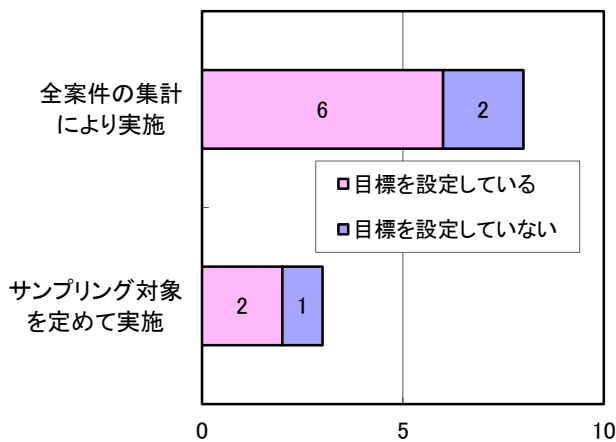 全案件の集計
により実施
6
2
目標を設定している
目標を設定していない
サンプリング対象
を定めて実施
2
1
0
5
10